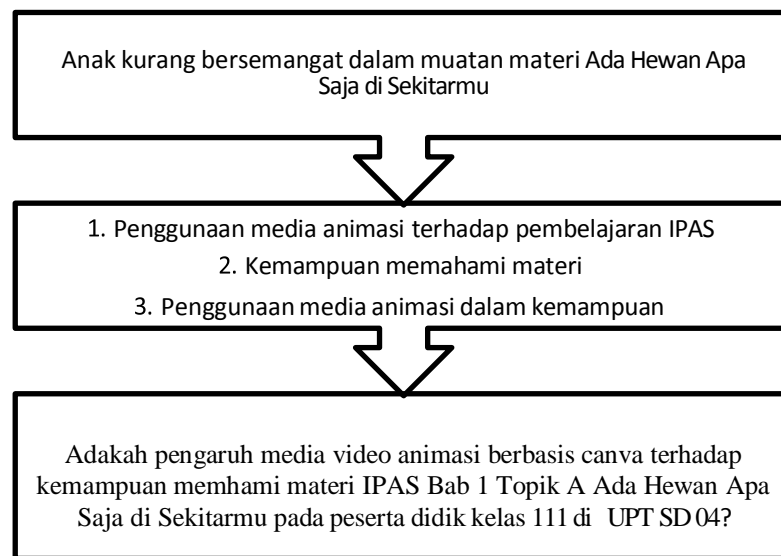 Anak kurang bersemangat dalam muatan materi Ada Hewan Apa
Saja di Sekitarmu
1. Penggunaan media animasi terhadap pembelajaran IPAS
2. Kemampuan memahami materi
3. Penggunaan media animasi dalam kemampuan
Adakah pengaruh media video animasi berbasis canva terhadap
kemampuan memhami materi IPAS Bab 1 Topik A Ada Hewan Apa
Saja di Sekitarmu pada peserta didik kelas 111 di UPT SD 04?